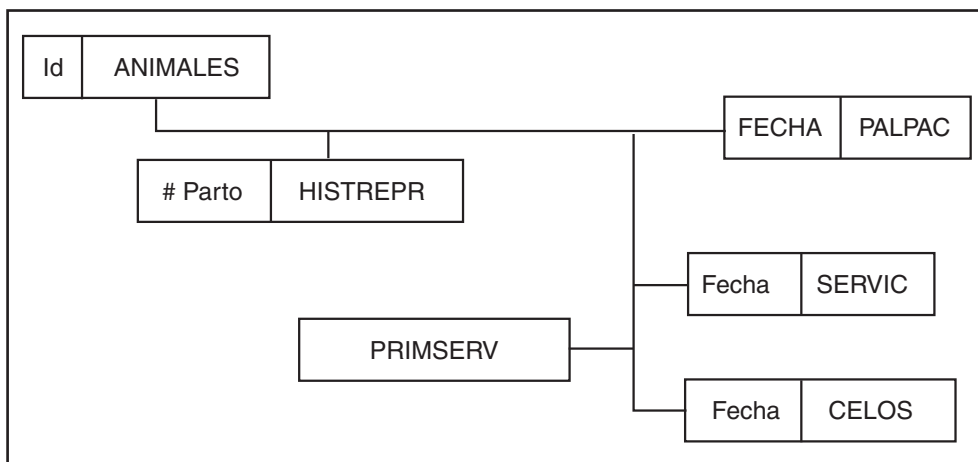 Id ANIMALES
FECHA PALPAC
# Parto HISTREPR
Fecha SERVIC
PRIMSERV
Fecha CELOS